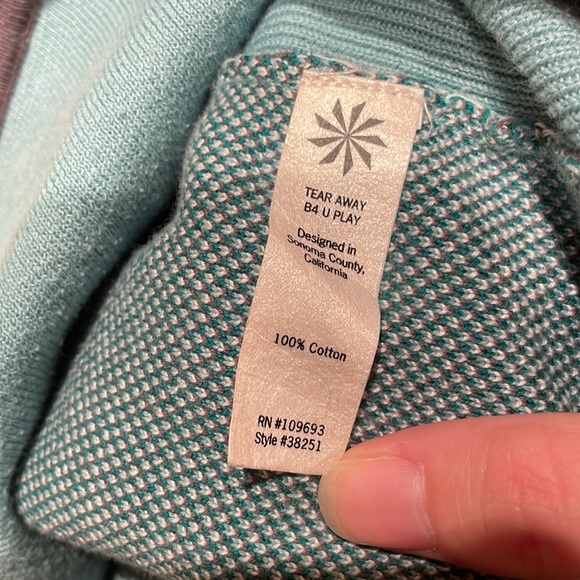 TEAR AWAY
B4 U PLAY
Designed in
Sonoma County,
California
100% Cotton
RN #109693
Style #38251